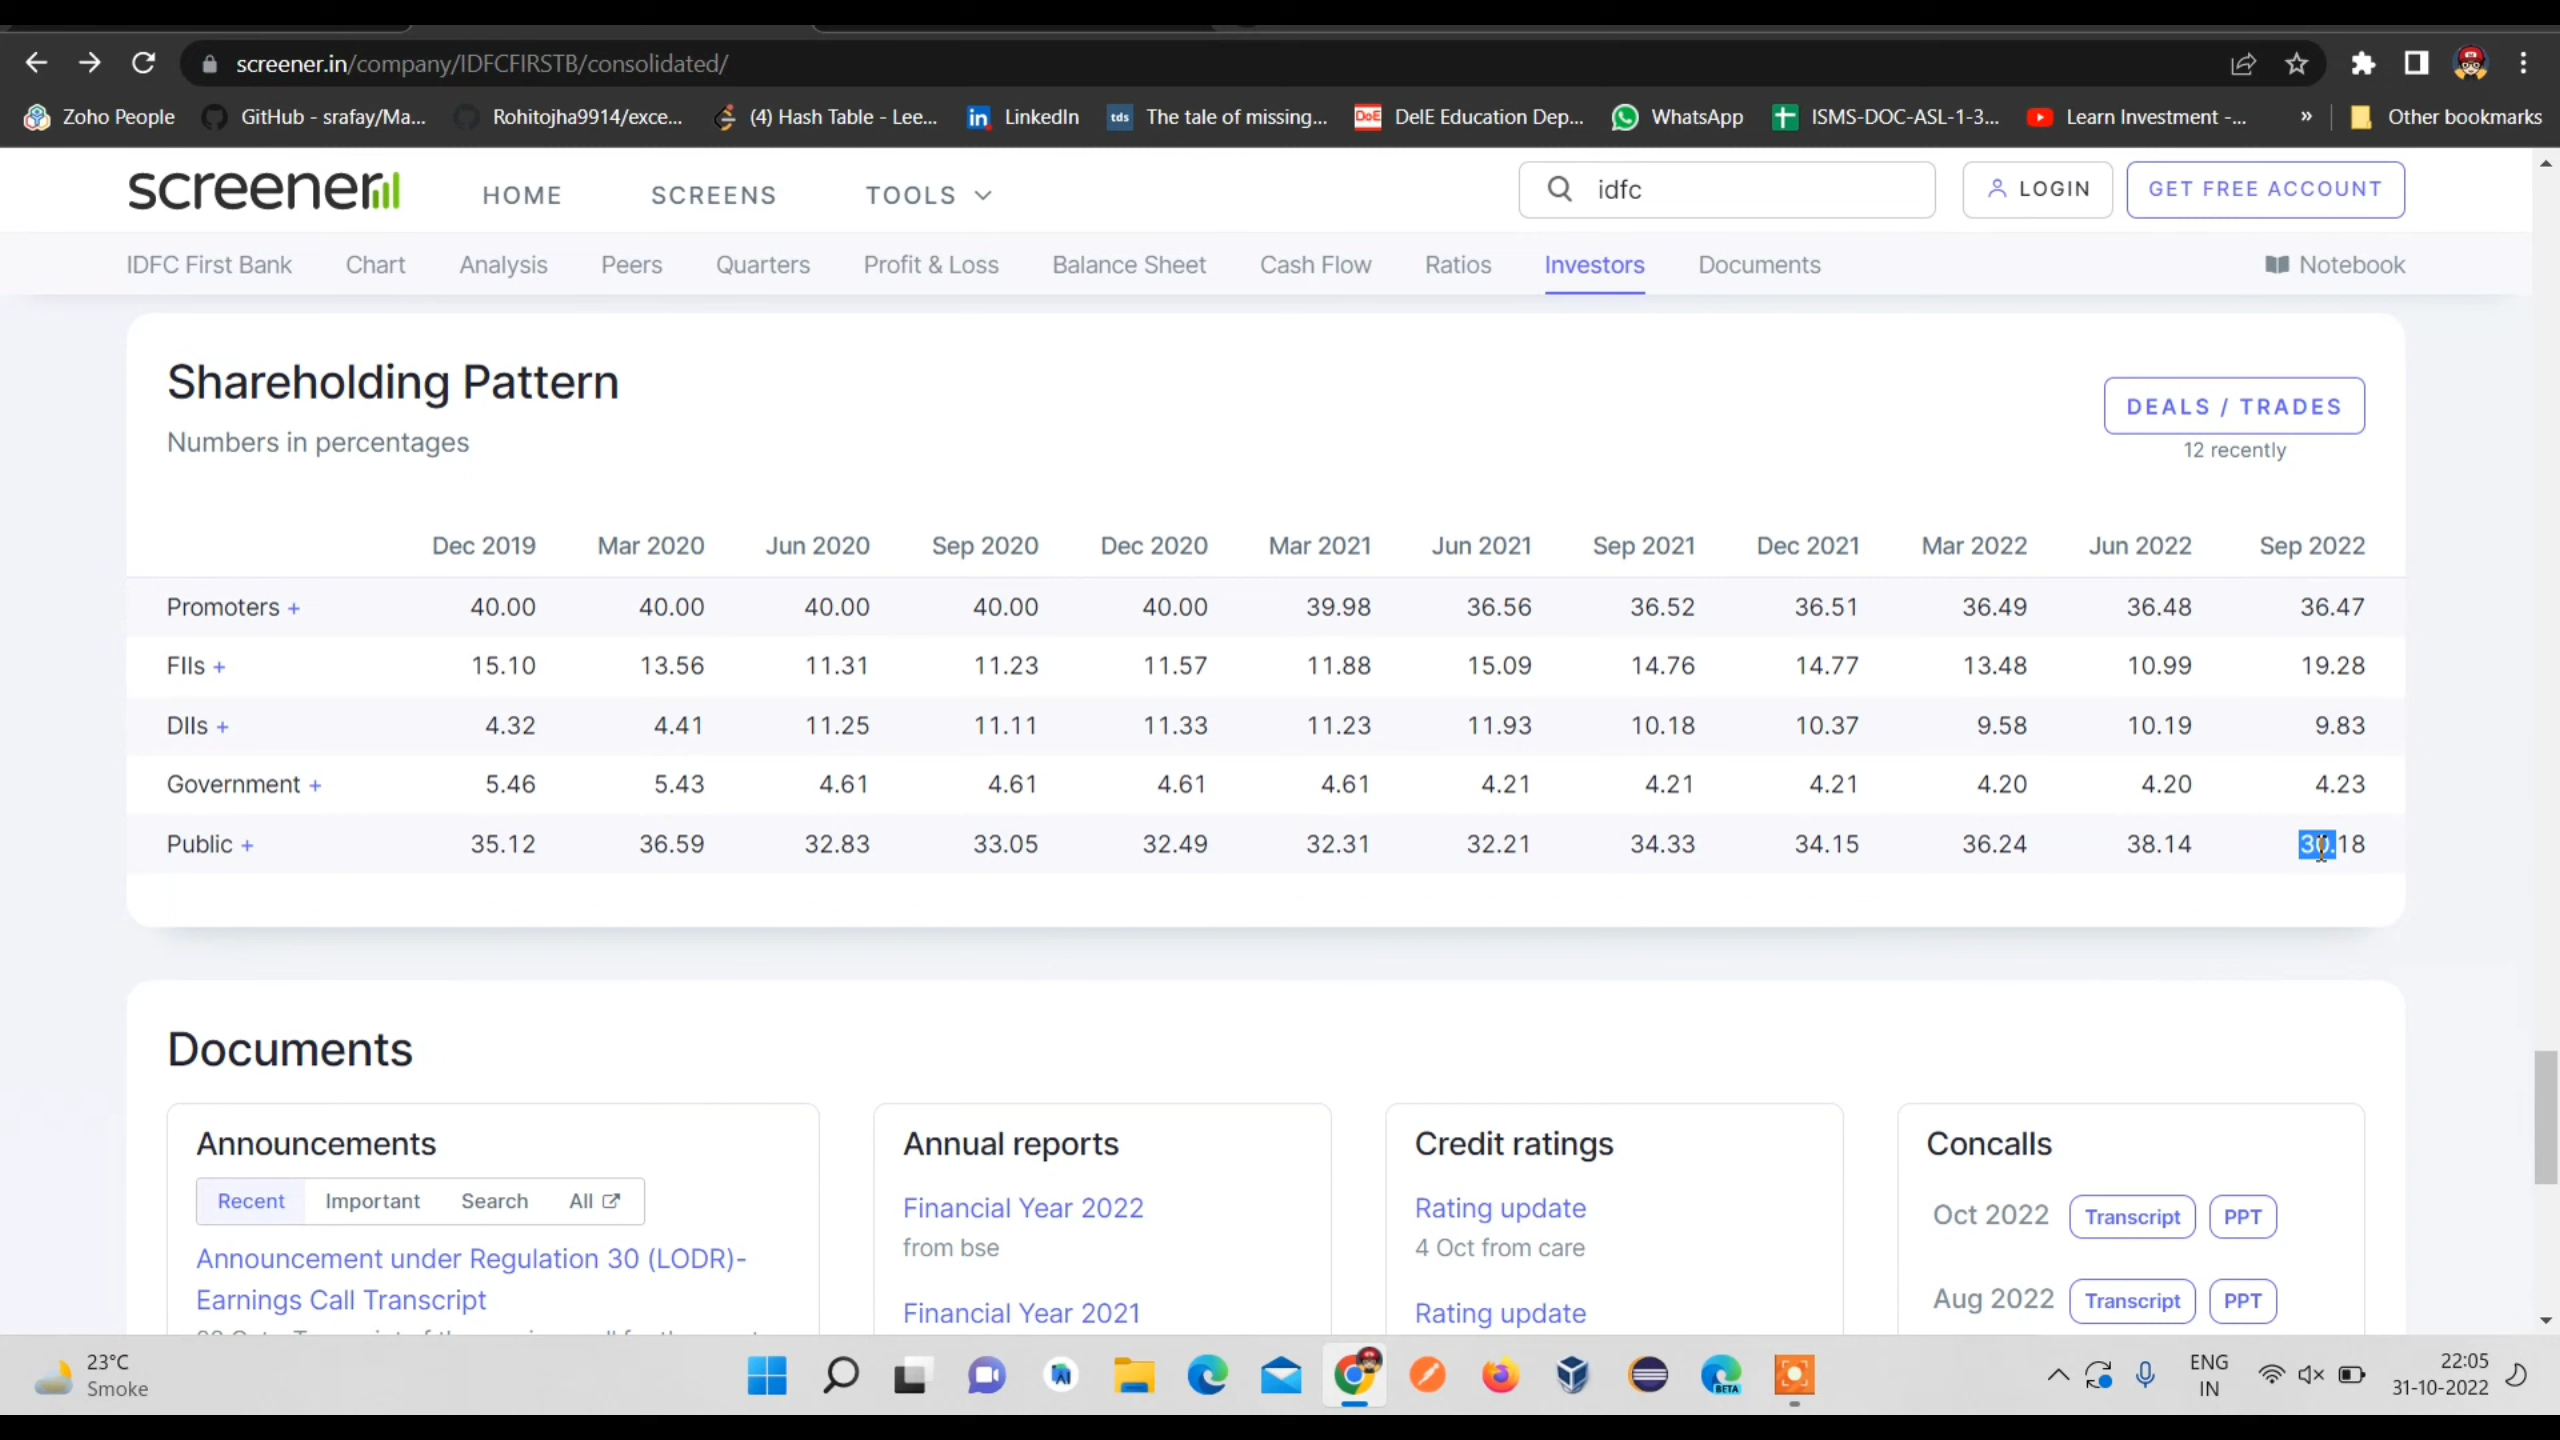 screener.in/company/IDFCFIRSTB/consolidated/
Zoho People GitHub - srafay/Ma... Rohitojha9914/exce... (4) Hash Table - Lee... in LinkedIn tds The tale of missing... DoE DelE Education Dep... WhatsApp ISMS-DOC-ASL-1-3... Learn Investment -... » Other bookmarks
screener HOME SCREENS TOOLS idfc LOGIN GET FREE ACCOUNT
IDFC First Bank Chart Analysis Peers Quarters Profit & Loss Balance Sheet Cash Flow Ratios Investors Documents Notebook
Shareholding Pattern
Numbers in percentages
DEALS / TRADES
12 recently
Dec 2019 Mar 2020 Jun 2020 Sep 2020 Dec 2020 Mar 2021 Jun 2021 Sep 2021 Dec 2021 Mar 2022 Jun 2022 Sep 2022
Promoters + 40.00 40.00 40.00 40.00 40.00 39.98 36.56 36.52 36.51 36.49 36.48 36.47
FIIs + 15.10 13.56 11.31 11.23 11.57 11.88 15.09 14.76 14.77 13.48 10.99 19.28
DIIs + 4.32 4.41 11.25 11.11 11.33 11.23 11.93 10.18 10.37 9.58 10.19 9.83
Government + 5.46 5.43 4.61 4.61 4.61 4.61 4.21 4.21 4.21 4.20 4.20 4.23
Public + 35.12 36.59 32.83 33.05 32.49 32.31 32.21 34.33 34.15 36.24 38.14 30.18
Documents
Announcements
Recent Important Search All
Announcement under Regulation 30 (LODR)-
Earnings Call Transcript
Annual reports
Financial Year 2022
from bse
Financial Year 2021
Credit ratings
Rating update
4 Oct from care
Rating update
Concalls
Oct 2022 Transcript PPT
Aug 2022 Transcript PPT
23°C
Smoke
BETA
ENG
IN
22:05
31-10-2022